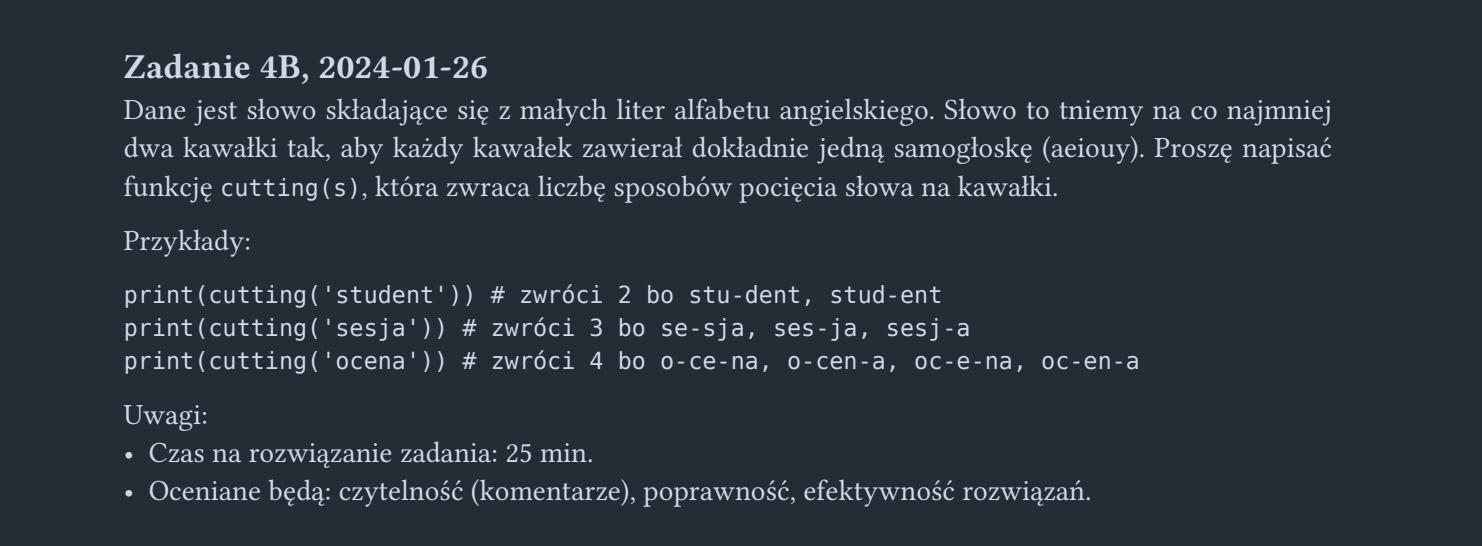 Zadanie 4B, 2024-01-26
Dane jest słowo składające się z małych liter alfabetu angielskiego. Słowo to tniemy na co najmniej
dwa kawałki tak, aby każdy kawałek zawierał dokładnie jedną samogłoskę (aeiouy). Proszę napisać
funkcję cutting(s), która zwraca liczbę sposobów pocięcia słowa na kawałki.
Przykłady:
print(cutting('student')) # zwróci 2 bo stu-dent, stud-ent
print(cutting('sesja')) # zwróci 3 bo se-sja, ses-ja, sesj-a
print(cutting('ocena')) # zwróci 4 bo o-ce-na, o-cen-a, oc-e-na, oc-en-a
Uwagi:
• Czas na rozwiązanie zadania: 25 min.
• Oceniane będą: czytelność (komentarze), poprawność, efektywność rozwiązań.